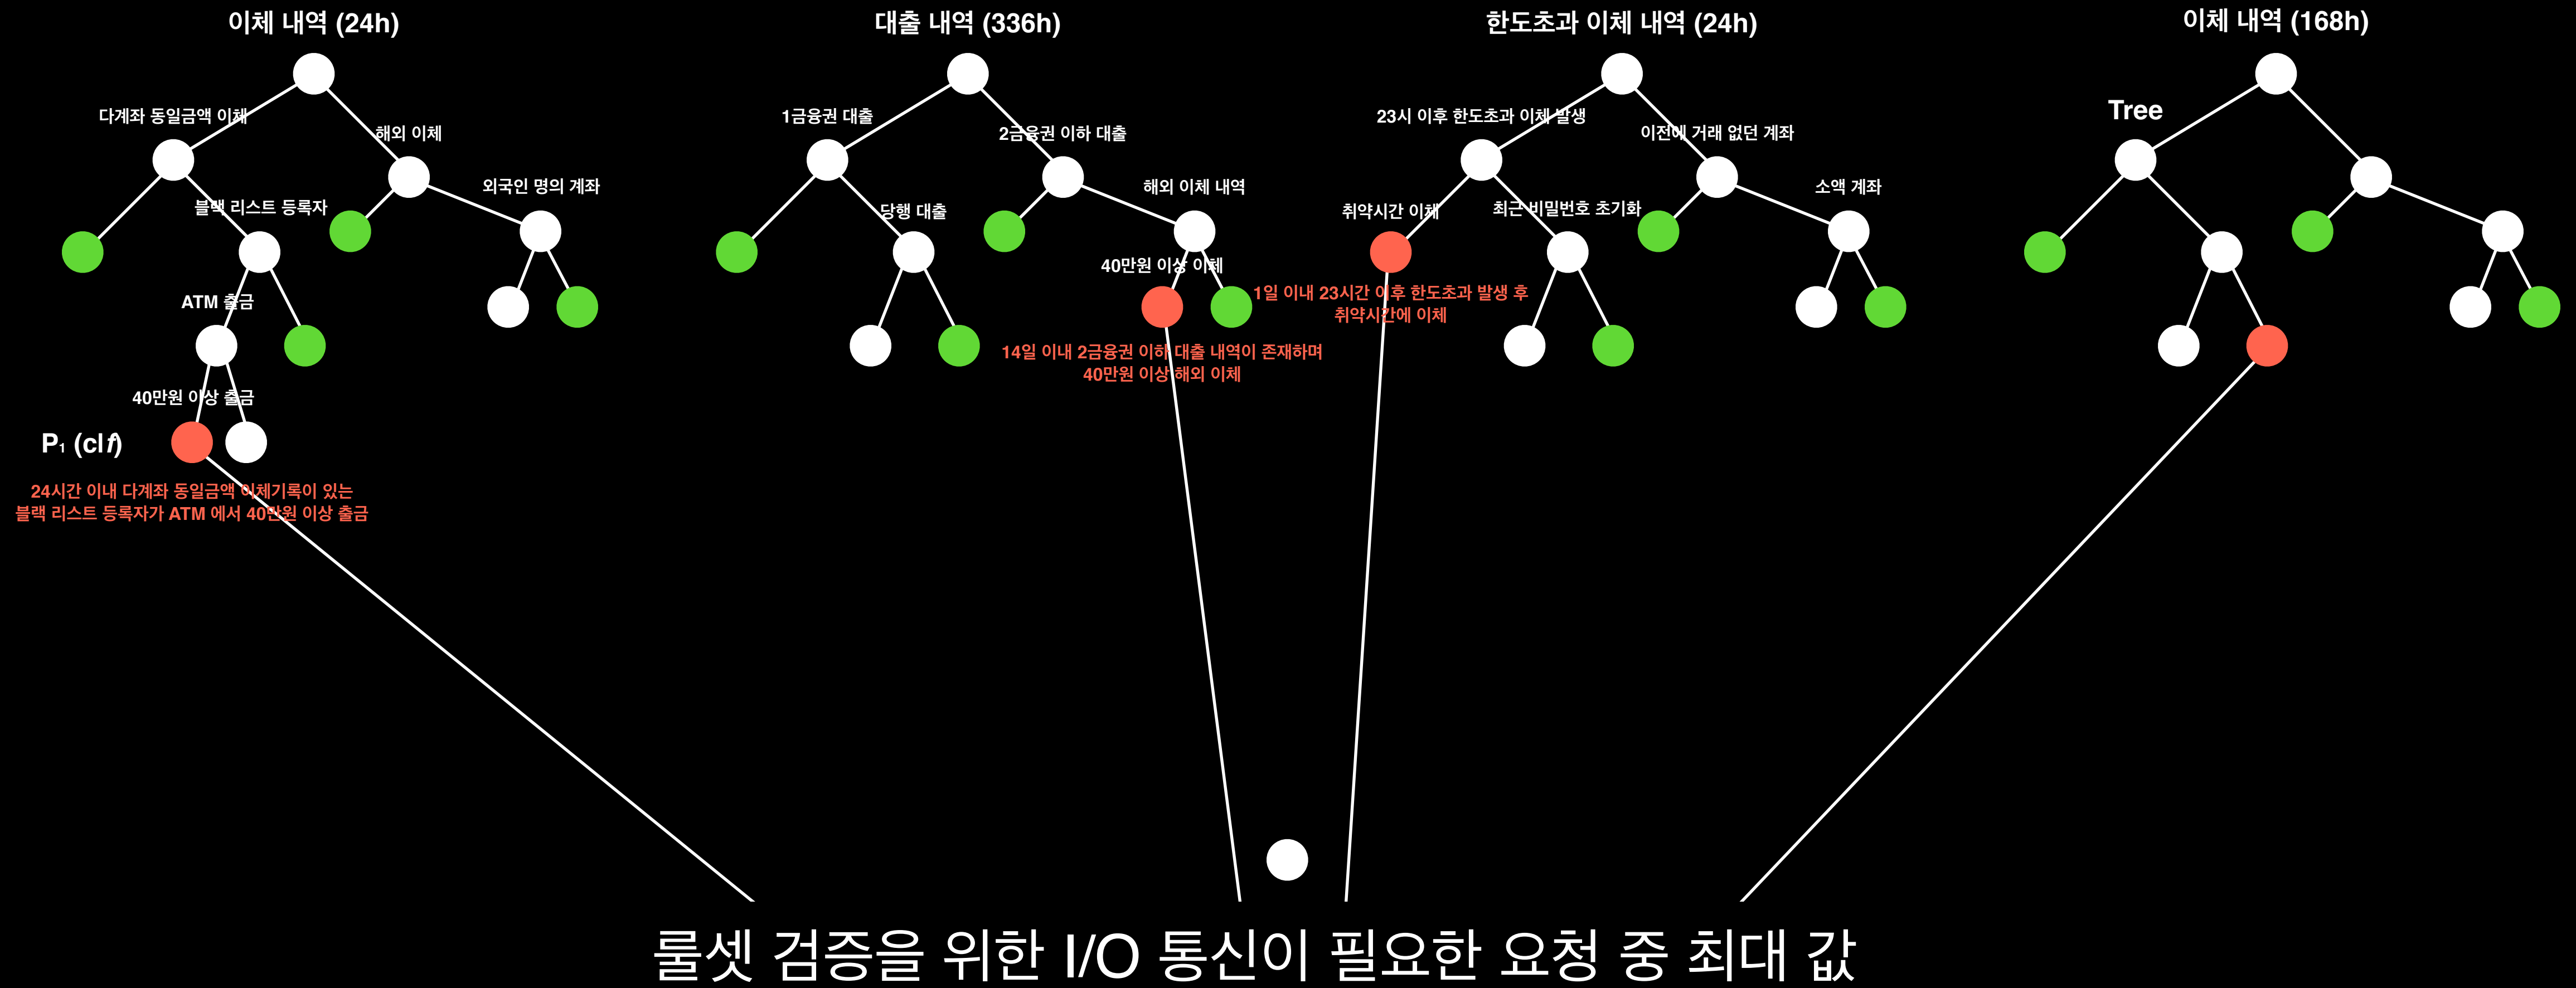 이체 내역 (24h)
다계좌 동일금액 이체
해외 이체
블랙 리스트 등록자
외국인 명의 계좌
ATM 출금
40만원 이상 출금
P₁ (clf)
24시간 이내 다계좌 동일금액 이체기록이 있는
블랙 리스트 등록자가 ATM 에서 40만원 이상 출금
대출 내역 (336h)
1금융권 대출
2금융권 이하 대출
당행 대출
해외 이체 내역
40만원 이상 이체
14일 이내 2금융권 이하 대출 내역이 존재하며
40만원 이상 해외 이체
한도초과 이체 내역 (24h)
23시 이후 한도초과 이체 발생
이전에 거래 없던 계좌
취약시간 이체
최근 비밀번호 초기화
소액 계좌
1일 이내 23시간 이후 한도초과 발생 후
취약시간에 이체
이체 내역 (168h)
Tree
룰셋 검증을 위한 I/O 통신이 필요한 요청 중 최대 값